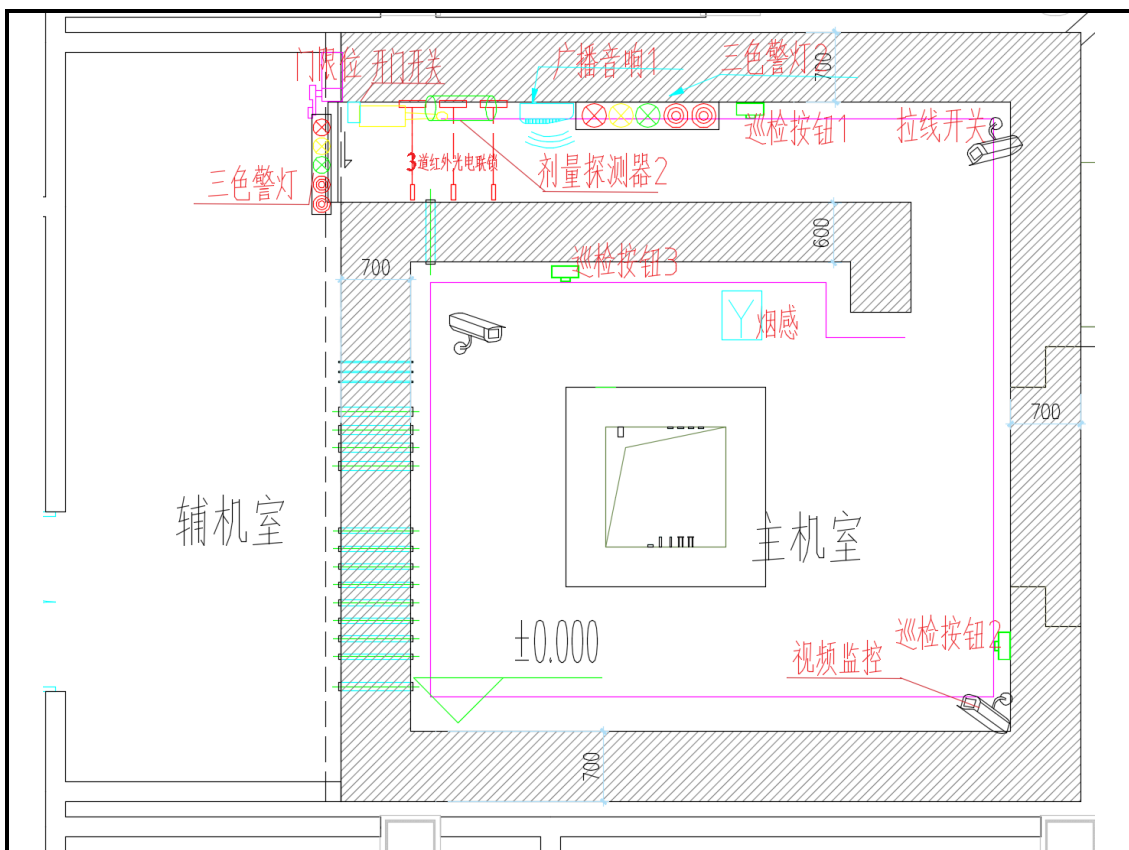 门限位 开门开关
广播音响1
三色警灯2
700
巡检按钮1
拉线开关
3道红外光电联锁
剂量探测器2
三色警灯
600
700
巡检按钮3
烟感
700
辅机室
主机室
±0.000
巡检按钮2
视频监控
700